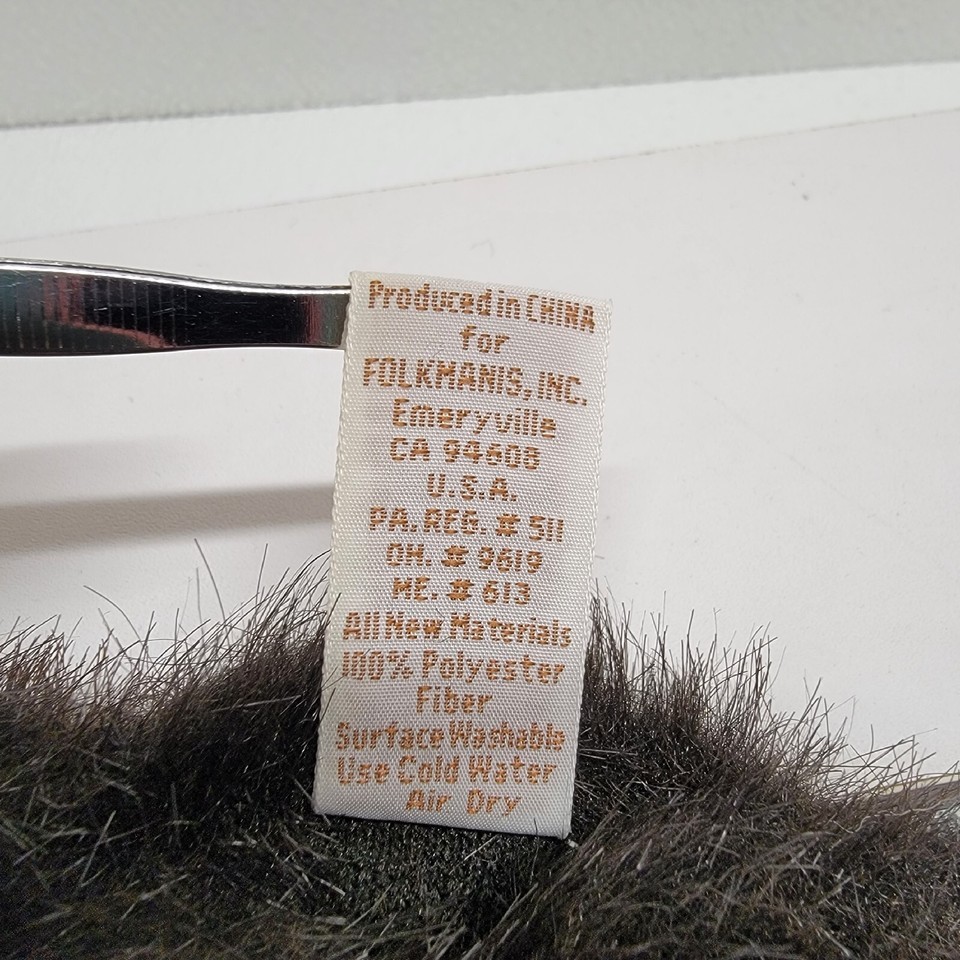 Produced in CHINA
for
FOLKMANIS, INC.
Emeryville
CA 94608
U.S.A.
PA. REG. # 511
OH. # 9619
ME. # 613
All New Materials
100% Polyester
Fiber
Surface Washable
Use Cold Water
Air Dry